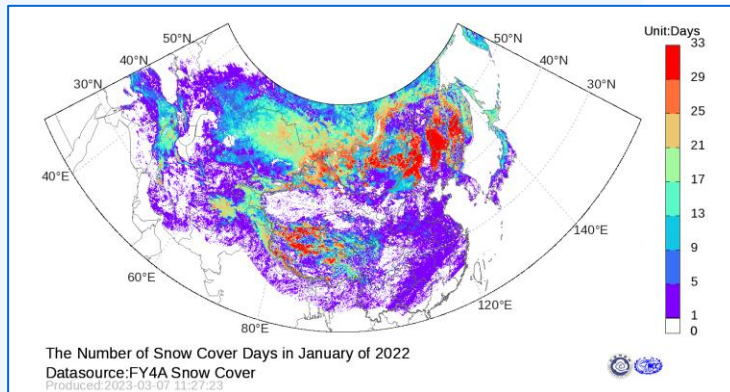 Unit:Days
33
29
25
21
17
13
9
5
1
0
50°N
40°N
30°N
50°N
40°N
30°N
40°E
60°E
80°E
120°E
140°E
The Number of Snow Cover Days in January of 2022
Datasource:FY4A Snow Cover
Produced:2023-03-07 11:27:23